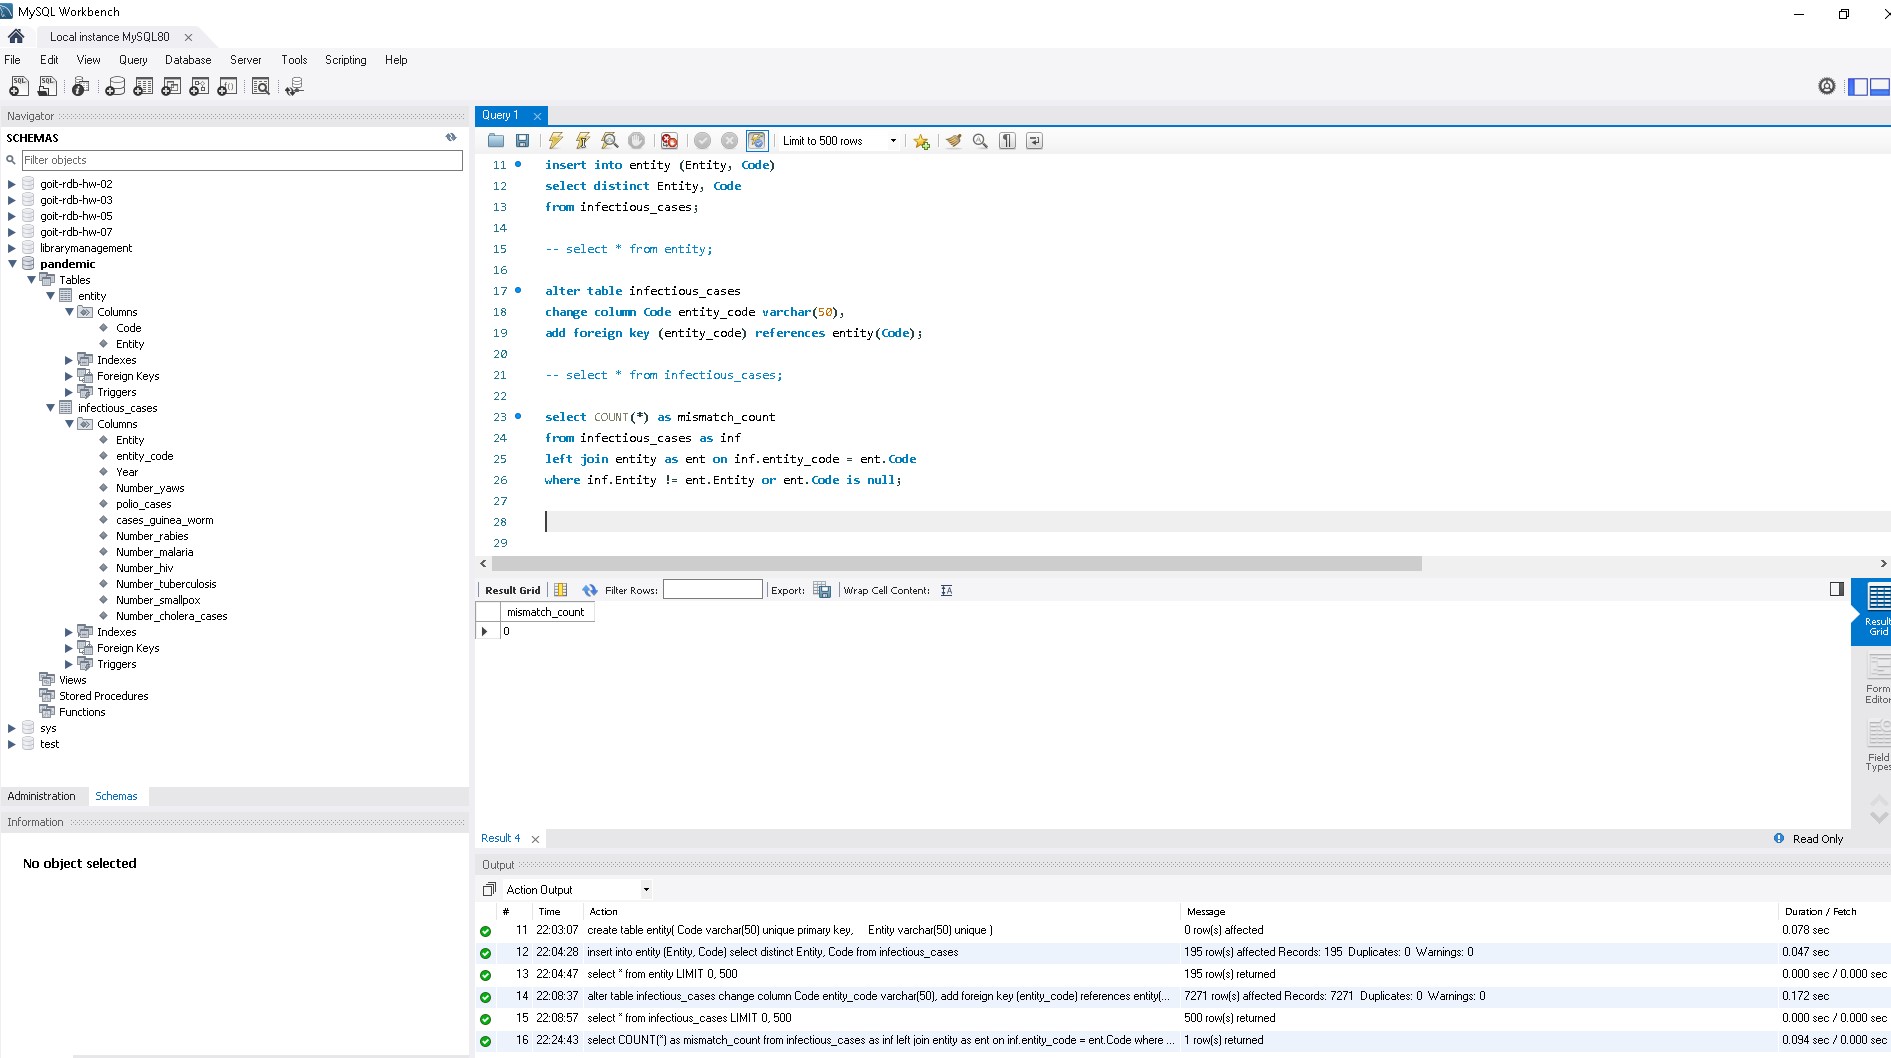 MySQL Workbench
Local instance MySQL80
File Edit View Query Database Server Tools Scripting Help
Navigator
SCHEMAS
Filter objects
goit-rdb-hw-02
goit-rdb-hw-03
goit-rdb-hw-05
goit-rdb-hw-07
librarymanagement
pandemic
Tables
entity
Columns
Code
Entity
Indexes
Foreign Keys
Triggers
infectious_cases
Columns
Entity
entity_code
Year
Number_yaws
polio_cases
cases_guinea_worm
Number_rabies
Number_malaria
Number_hiv
Number_tuberculosis
Number_smallpox
Number_cholera_cases
Indexes
Foreign Keys
Triggers
Views
Stored Procedures
Functions
sys
test
Administration Schemas
Information
No object selected
Query 1
Limit to 500 rows
11 insert into entity (Entity, Code)
12 select distinct Entity, Code
13 from infectious_cases;
14
15 -- select * from entity;
16
17 alter table infectious_cases
18 change column Code entity_code varchar(50),
19 add foreign key (entity_code) references entity(Code);
20
21 -- select * from infectious_cases;
22
23 select COUNT(*) as mismatch_count
24 from infectious_cases as inf
25 left join entity as ent on inf.entity_code = ent.Code
26 where inf.Entity != ent.Entity or ent.Code is null;
27
28
29
Result Grid Filter Rows: Export: Wrap Cell Content:
mismatch_count
0
Result Grid
Form Editor
Field Types
Result 4
Read Only
Output
Action Output
# Time Action Message Duration / Fetch
11 22:03:07 create table entity( Code varchar(50) unique primary key, Entity varchar(50) unique ) 0 row(s) affected 0.078 sec
12 22:04:28 insert into entity (Entity, Code) select distinct Entity, Code from infectious_cases 195 row(s) affected Records: 195 Duplicates: 0 Warnings: 0 0.047 sec
13 22:04:47 select * from entity LIMIT 0, 500 195 row(s) returned 0.000 sec / 0.000 sec
14 22:08:37 alter table infectious_cases change column Code entity_code varchar(50), add foreign key (entity_code) references entity(... 7271 row(s) affected Records: 7271 Duplicates: 0 Warnings: 0 0.172 sec
15 22:08:57 select * from infectious_cases LIMIT 0, 500 500 row(s) returned 0.000 sec / 0.000 sec
16 22:24:43 select COUNT(*) as mismatch_count from infectious_cases as inf left join entity as ent on inf.entity_code = ent.Code where ... 1 row(s) returned 0.094 sec / 0.000 sec